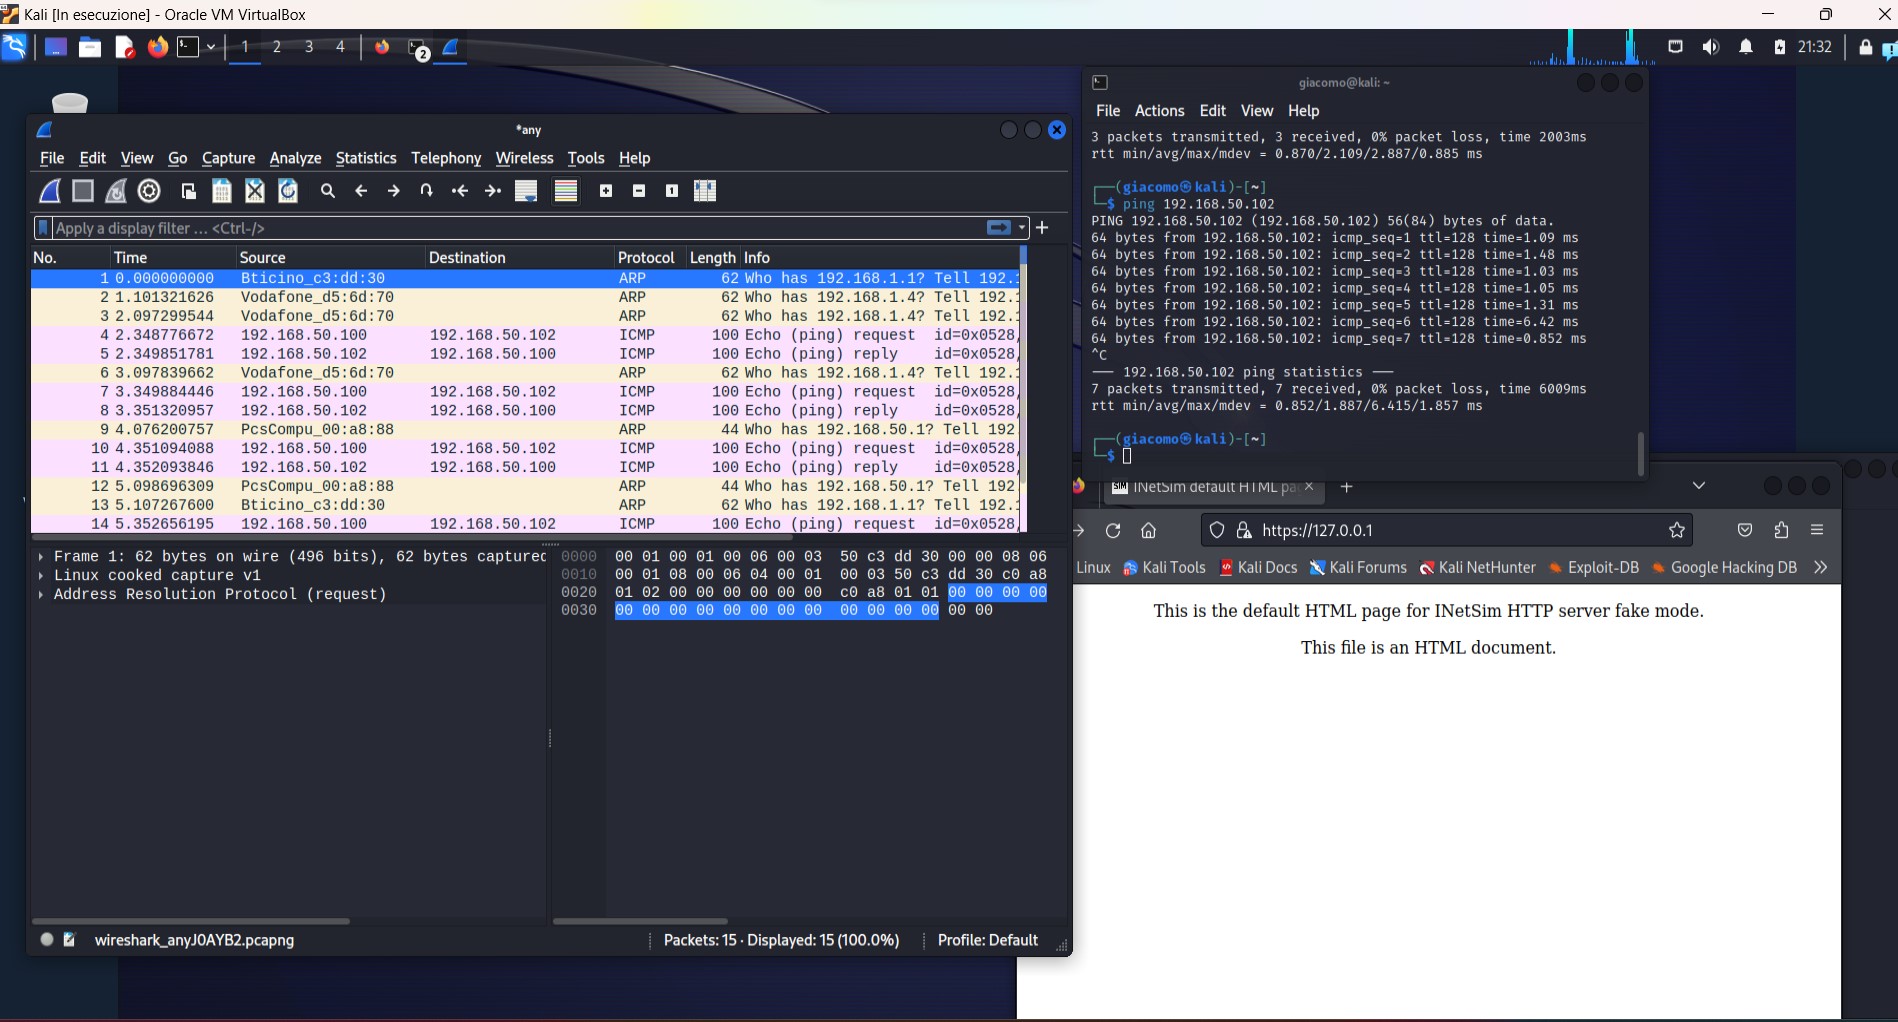 Kali [In esecuzione] - Oracle VM VirtualBox
1 2 3 4
2
21:32
*any
File Edit View Go Capture Analyze Statistics Telephony Wireless Tools Help
Apply a display filter … <Ctrl-/>
No. Time Source Destination Protocol Length Info
1 0.000000000 Bticino_c3:dd:30 ARP 62 Who has 192.168.1.1? Tell 192.1
2 1.101321626 Vodafone_d5:6d:70 ARP 62 Who has 192.168.1.4? Tell 192.1
3 2.097299544 Vodafone_d5:6d:70 ARP 62 Who has 192.168.1.4? Tell 192.1
4 2.348776672 192.168.50.100 192.168.50.102 ICMP 100 Echo (ping) request id=0x0528,
5 2.349851781 192.168.50.102 192.168.50.100 ICMP 100 Echo (ping) reply id=0x0528,
6 3.097839662 Vodafone_d5:6d:70 ARP 62 Who has 192.168.1.4? Tell 192.1
7 3.349884446 192.168.50.100 192.168.50.102 ICMP 100 Echo (ping) request id=0x0528,
8 3.351320957 192.168.50.102 192.168.50.100 ICMP 100 Echo (ping) reply id=0x0528,
9 4.076200757 PcsCompu_00:a8:88 ARP 44 Who has 192.168.50.1? Tell 192
10 4.351094088 192.168.50.100 192.168.50.102 ICMP 100 Echo (ping) request id=0x0528,
11 4.352093846 192.168.50.102 192.168.50.100 ICMP 100 Echo (ping) reply id=0x0528,
12 5.098696309 PcsCompu_00:a8:88 ARP 44 Who has 192.168.50.1? Tell 192
13 5.107267600 Bticino_c3:dd:30 ARP 62 Who has 192.168.1.1? Tell 192.1
14 5.352656195 192.168.50.100 192.168.50.102 ICMP 100 Echo (ping) request id=0x0528,
Frame 1: 62 bytes on wire (496 bits), 62 bytes captured
Linux cooked capture v1
Address Resolution Protocol (request)
0000 00 01 00 01 00 06 00 03 50 c3 dd 30 00 00 08 06
0010 00 01 08 00 06 04 00 01 00 03 50 c3 dd 30 c0 a8
0020 01 02 00 00 00 00 00 00 c0 a8 01 01 00 00 00 00
0030 00 00 00 00 00 00 00 00 00 00 00 00 00 00
wireshark_anyJ0AYB2.pcapng
Packets: 15 · Displayed: 15 (100.0%)
Profile: Default
giacomo@kali: ~
File Actions Edit View Help
3 packets transmitted, 3 received, 0% packet loss, time 2003ms
rtt min/avg/max/mdev = 0.870/2.109/2.887/0.885 ms
┌──(giacomo㉿kali)-[~]
└─$ ping 192.168.50.102
PING 192.168.50.102 (192.168.50.102) 56(84) bytes of data.
64 bytes from 192.168.50.102: icmp_seq=1 ttl=128 time=1.09 ms
64 bytes from 192.168.50.102: icmp_seq=2 ttl=128 time=1.48 ms
64 bytes from 192.168.50.102: icmp_seq=3 ttl=128 time=1.03 ms
64 bytes from 192.168.50.102: icmp_seq=4 ttl=128 time=1.05 ms
64 bytes from 192.168.50.102: icmp_seq=5 ttl=128 time=1.31 ms
64 bytes from 192.168.50.102: icmp_seq=6 ttl=128 time=6.42 ms
64 bytes from 192.168.50.102: icmp_seq=7 ttl=128 time=0.852 ms
^C
--- 192.168.50.102 ping statistics ---
7 packets transmitted, 7 received, 0% packet loss, time 6009ms
rtt min/avg/max/mdev = 0.852/1.887/6.415/1.857 ms
┌──(giacomo㉿kali)-[~]
└─$
SIM INetSim default HTML pa
https://127.0.0.1
Linux Kali Tools Kali Docs Kali Forums Kali NetHunter Exploit-DB Google Hacking DB
This is the default HTML page for INetSim HTTP server fake mode.
This file is an HTML document.